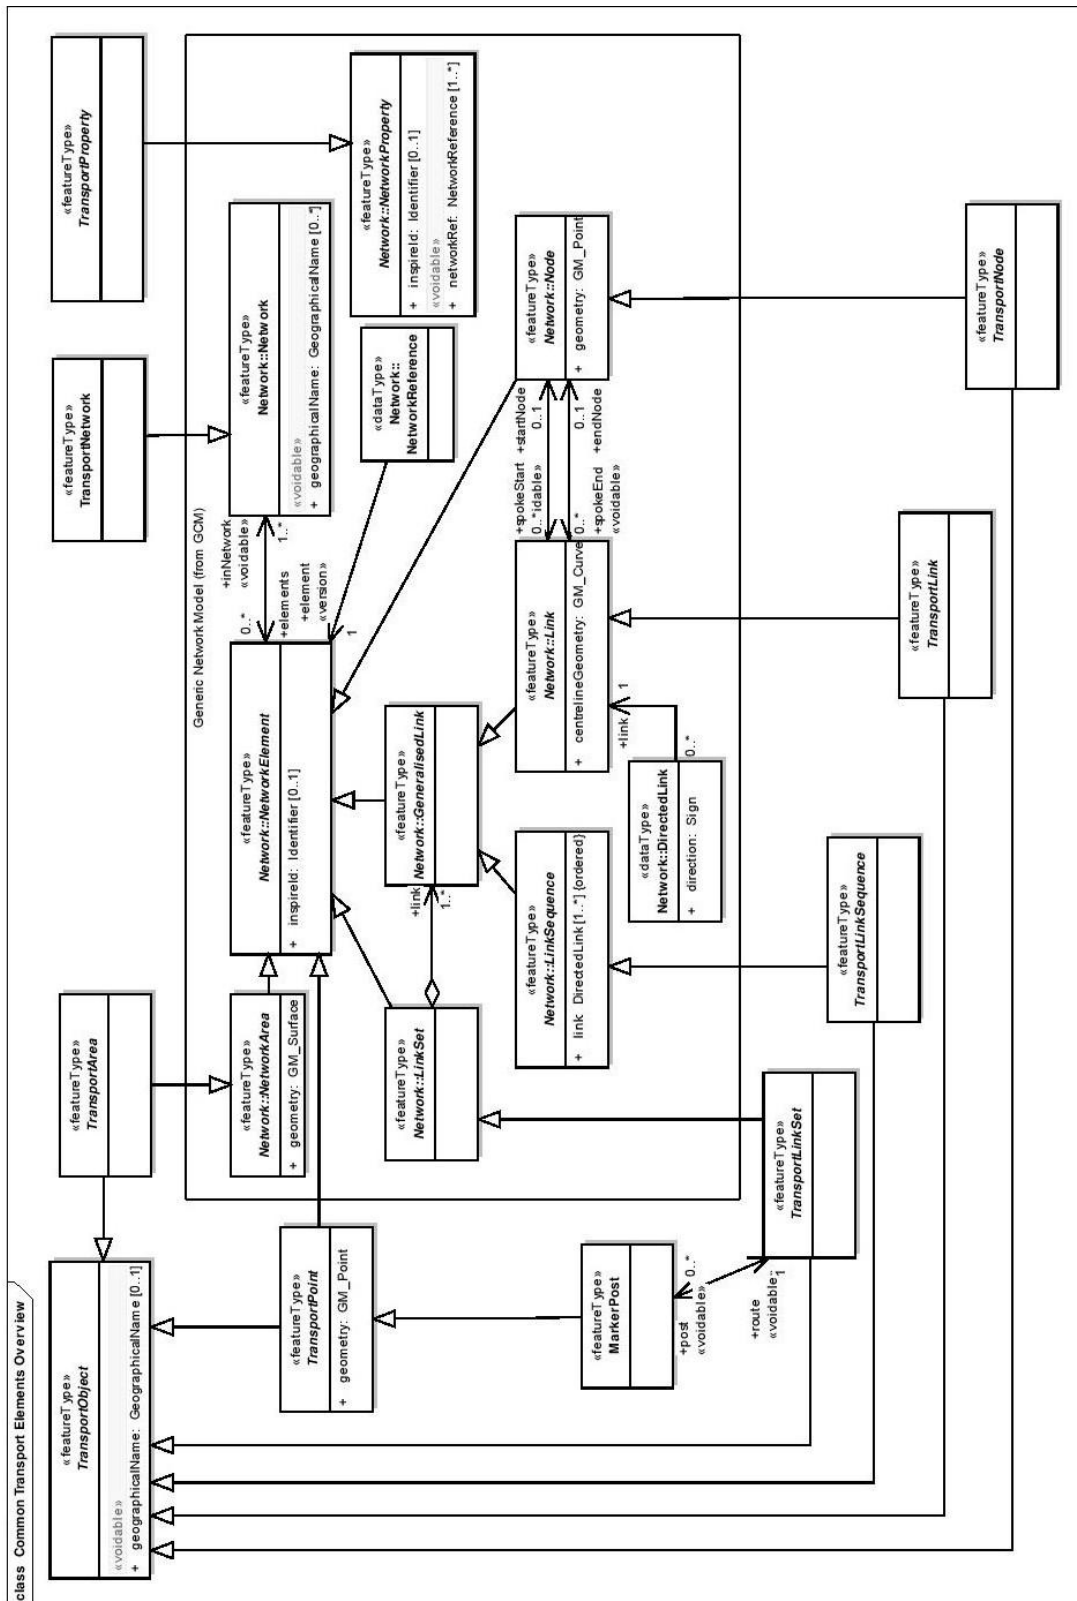 class Common Transport Elements Overview
«featureType»
TransportObject
«voidable»
+ geographicalName: GeographicalName [0..1]
«featureType»
TransportArea
«featureType»
TransportNetwork
«featureType»
TransportProperty
Generic Network Model (from GCM)
«featureType»
TransportPoint
+ geometry: GM_Point
«featureType»
Network::NetworkArea
+ geometry: GM_Surface
«featureType»
Network::NetworkElement
+ inspireId: Identifier [0..1]
0..*
+elements
+element
«version»
1
+inNetwork
«voidable»
1..*
«featureType»
Network::Network
«voidable»
+ geographicalName: GeographicalName [0..*]
«featureType»
Network::NetworkProperty
+ inspireId: Identifier [0..1]
«voidable»
+ networkRef: NetworkReference [1..*]
«dataType»
Network::
NetworkReference
«featureType»
Network::LinkSet
+link
1..*
«featureType»
Network::GeneralisedLink
«featureType»
Network::LinkSequence
+ link: DirectedLink [1..*] {ordered}
«featureType»
Network::Link
+ centrelineGeometry: GM_Curve
+spokeStart
0..*idable»
+startNode
0..1
0..*
+spokeEnd
«voidable»
0..1
+endNode
«featureType»
Network::Node
+ geometry: GM_Point
+link
1
0..*
«dataType»
Network::DirectedLink
+ direction: Sign
«featureType»
MarkerPost
+post
«voidable»
0..*
+route
«voidable»
1
«featureType»
TransportLinkSet
«featureType»
TransportLinkSequence
«featureType»
TransportLink
«featureType»
TransportNode